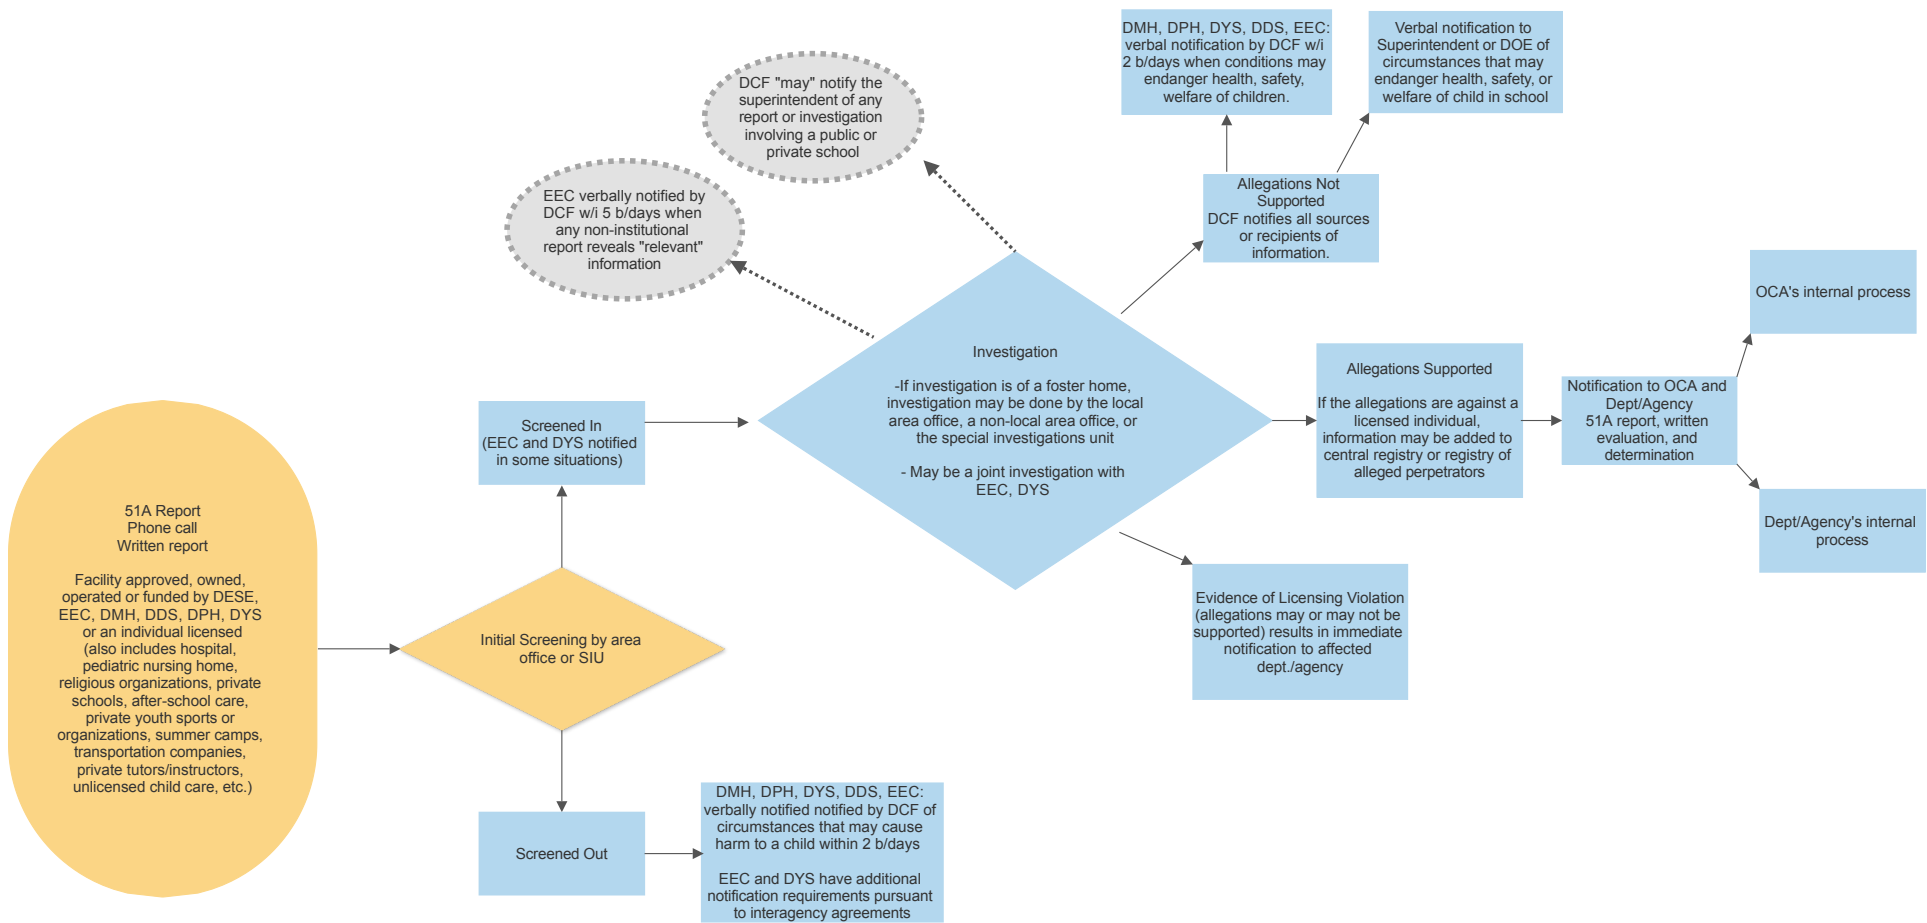 51A Report
Phone call
Written report
Facility approved, owned,
operated or funded by DESE,
EEC, DMH, DDS, DPH, DYS
or an individual licensed
(also includes hospital,
pediatric nursing home,
religious organizations, private
schools, after-school care,
private youth sports or
organizations, summer camps,
transportation companies,
private tutors/instructors,
unlicensed child care, etc.)
Initial Screening by area
office or SIU
Screened In
(EEC and DYS notified
in some situations)
Screened Out
DMH, DPH, DYS, DDS, EEC:
verbally notified notified by DCF of
circumstances that may cause
harm to a child within 2 b/days
EEC and DYS have additional
notification requirements pursuant
to interagency agreements
EEC verbally notified by
DCF w/i 5 b/days when
any non-institutional
report reveals "relevant"
information
DCF "may" notify the
superintendent of any
report or investigation
involving a public or
private school
Investigation
-If investigation is of a foster home,
investigation may be done by the local
area office, a non-local area office, or
the special investigations unit
- May be a joint investigation with
EEC, DYS
DMH, DPH, DYS, DDS, EEC:
verbal notification by DCF w/i
2 b/days when conditions may
endanger health, safety,
welfare of children.
Verbal notification to
Superintendent or DOE of
circumstances that may
endanger health, safety, or
welfare of child in school
Allegations Not
Supported
DCF notifies all sources
or recipients of
information.
Allegations Supported
If the allegations are against a
licensed individual,
information may be added to
central registry or registry of
alleged perpetrators
Evidence of Licensing Violation
(allegations may or may not be
supported) results in immediate
notification to affected
dept./agency
Notification to OCA and
Dept/Agency
51A report, written
evaluation, and
determination
OCA's internal process
Dept/Agency's internal
process